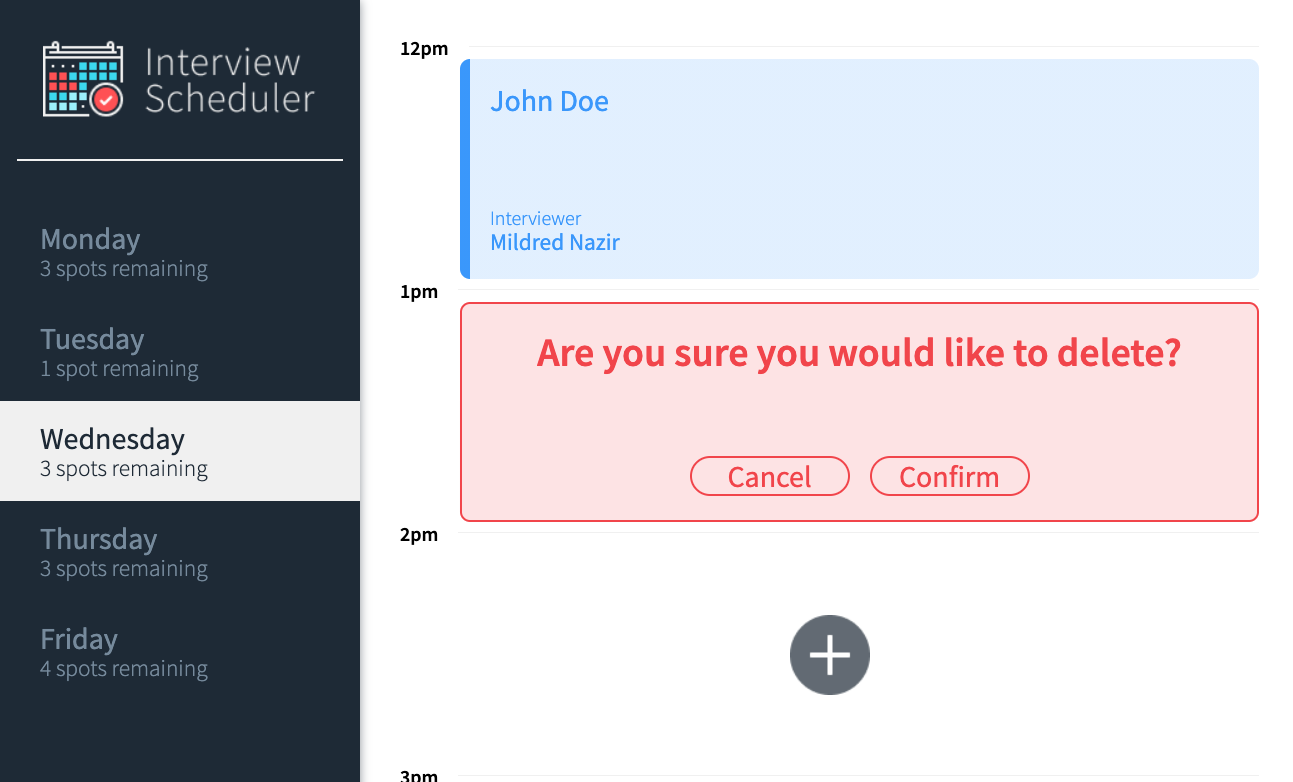 Interview
Scheduler
Monday
3 spots remaining
Tuesday
1 spot remaining
Wednesday
3 spots remaining
Thursday
3 spots remaining
Friday
4 spots remaining
12pm
John Doe
Interviewer
Mildred Nazir
1pm
Are you sure you would like to delete?
Cancel Confirm
2pm
3pm